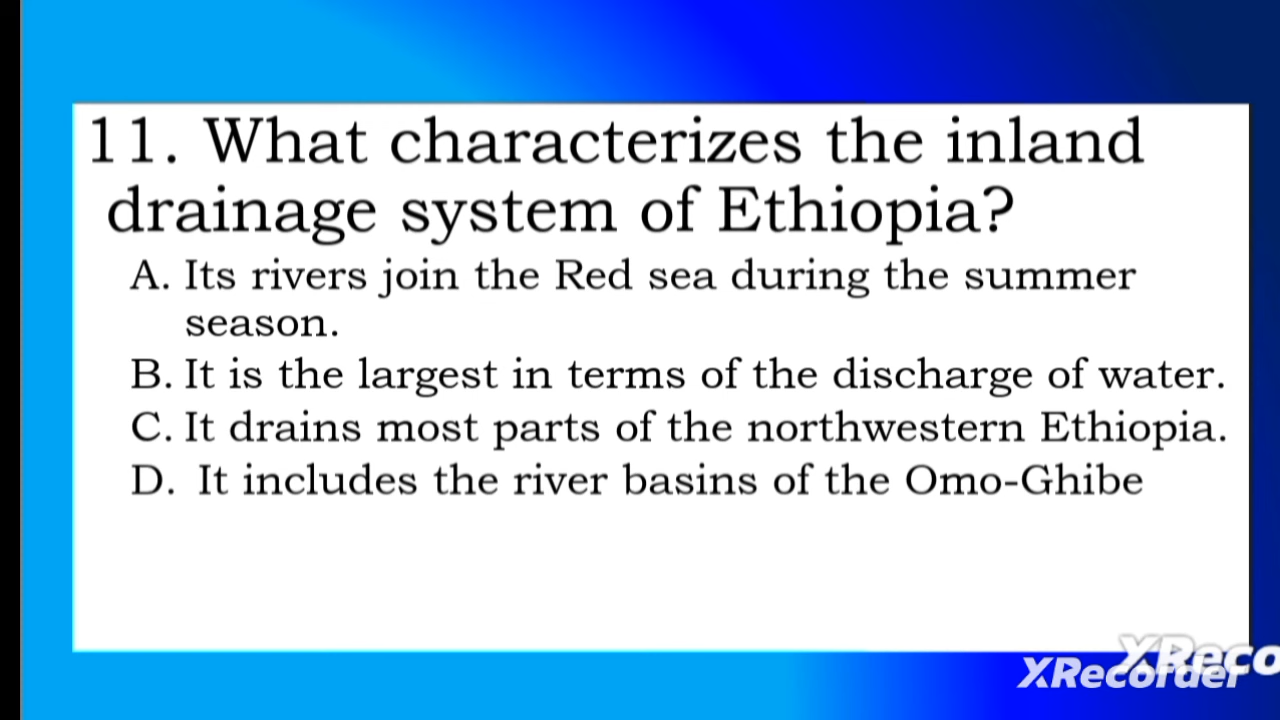 11. What characterizes the inland
drainage system of Ethiopia?
A. Its rivers join the Red sea during the summer
season.
B. It is the largest in terms of the discharge of water.
C. It drains most parts of the northwestern Ethiopia.
D. It includes the river basins of the Omo-Ghibe
XReco
XRecorder